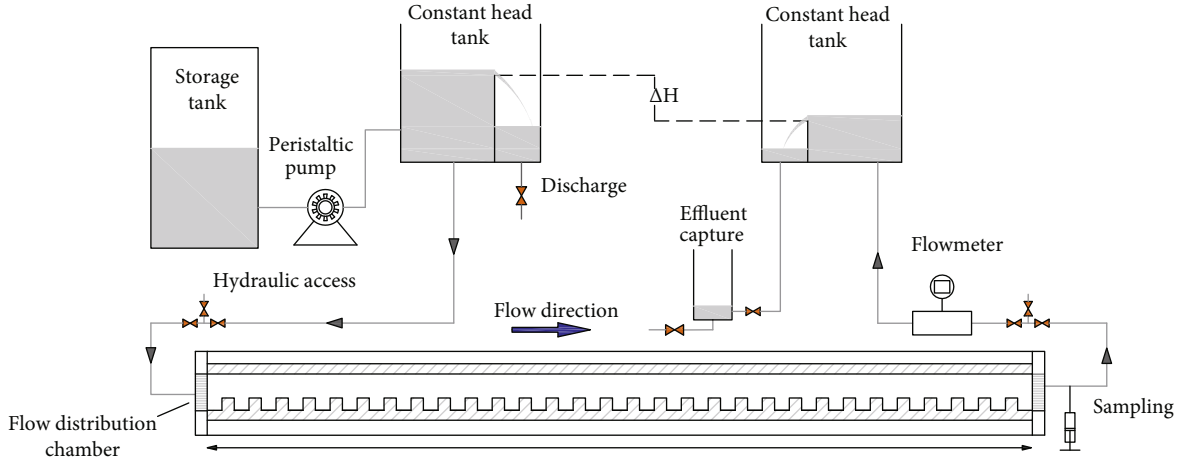 Constant head
tank
Constant head
tank
Storage
tank
ΔH
Peristaltic
pump
Discharge
Effluent
capture
Flowmeter
Hydraulic access
Flow direction
Sampling
Flow distribution
chamber